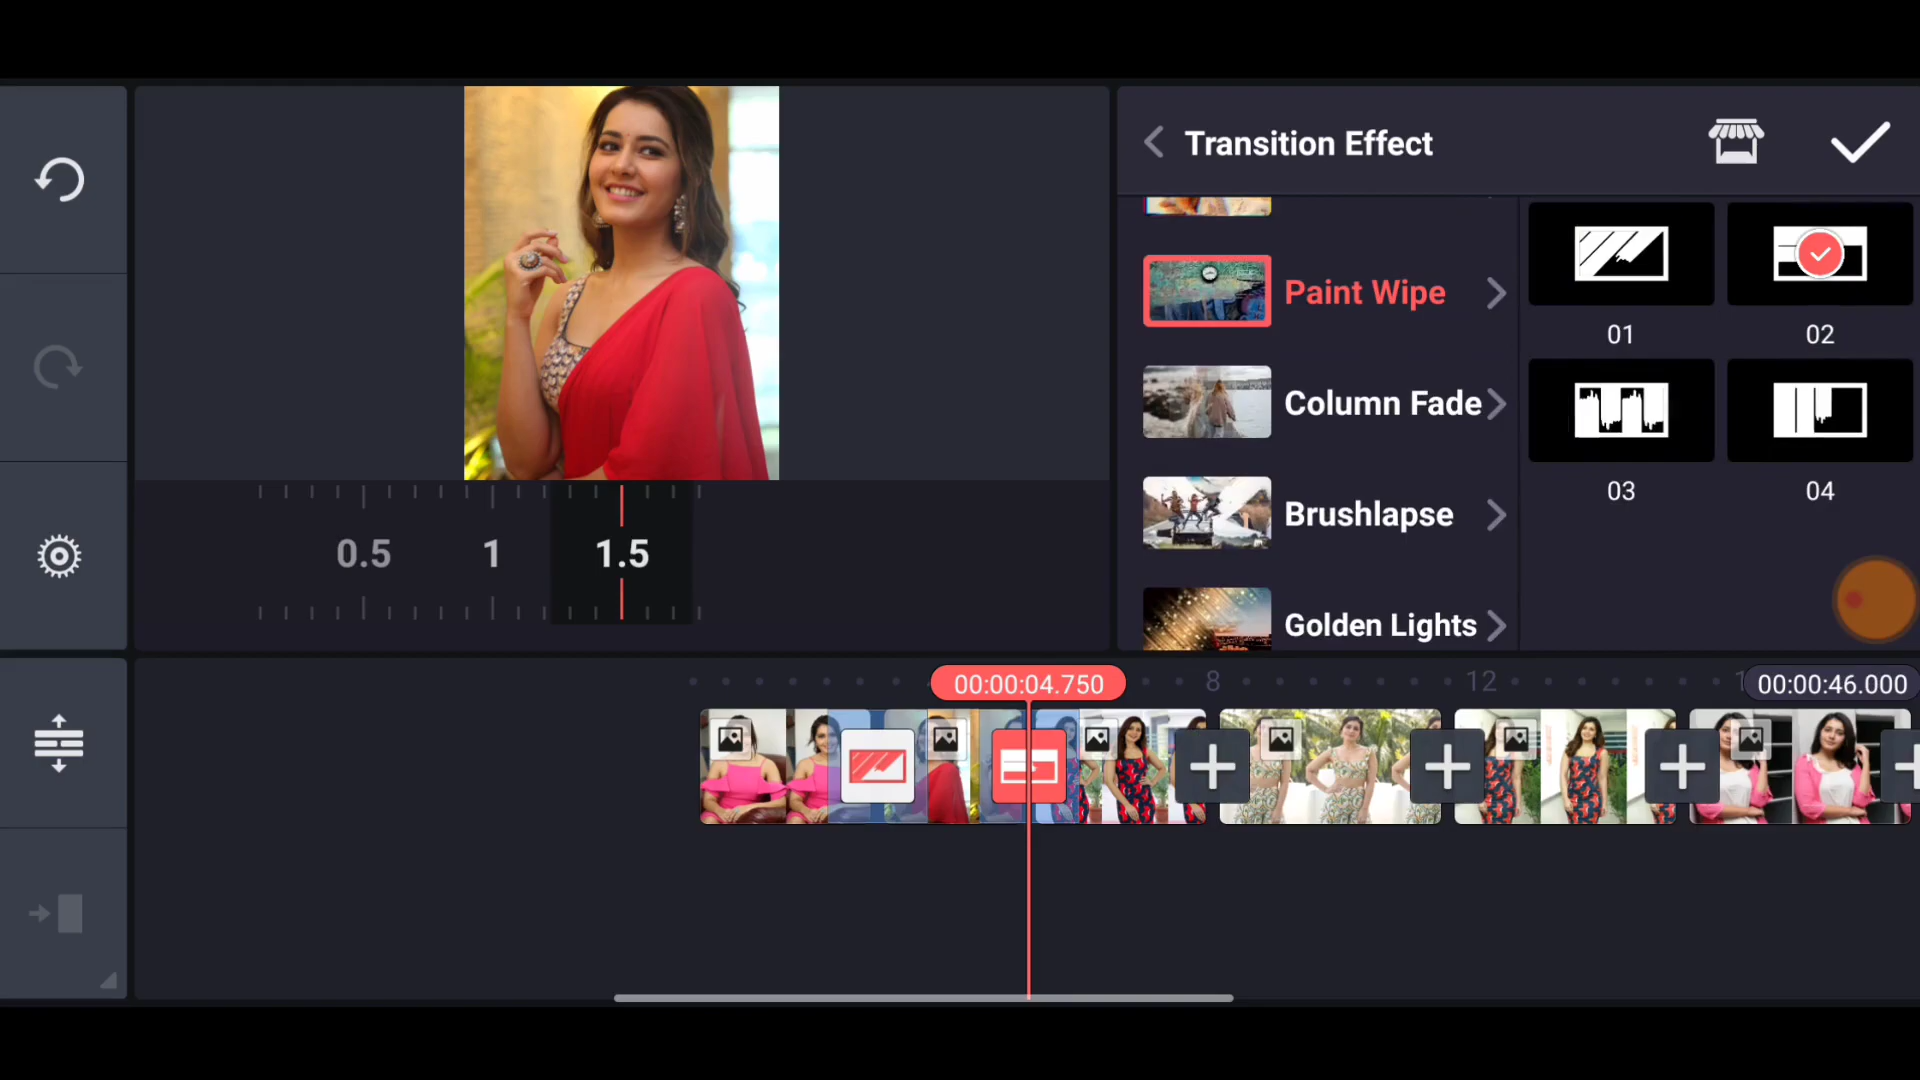 Transition Effect
Paint Wipe
Column Fade
Brushlapse
Golden Lights
01
02
03
04
0.5
1
1.5
00:00:04.750
8
12
00:00:46.000